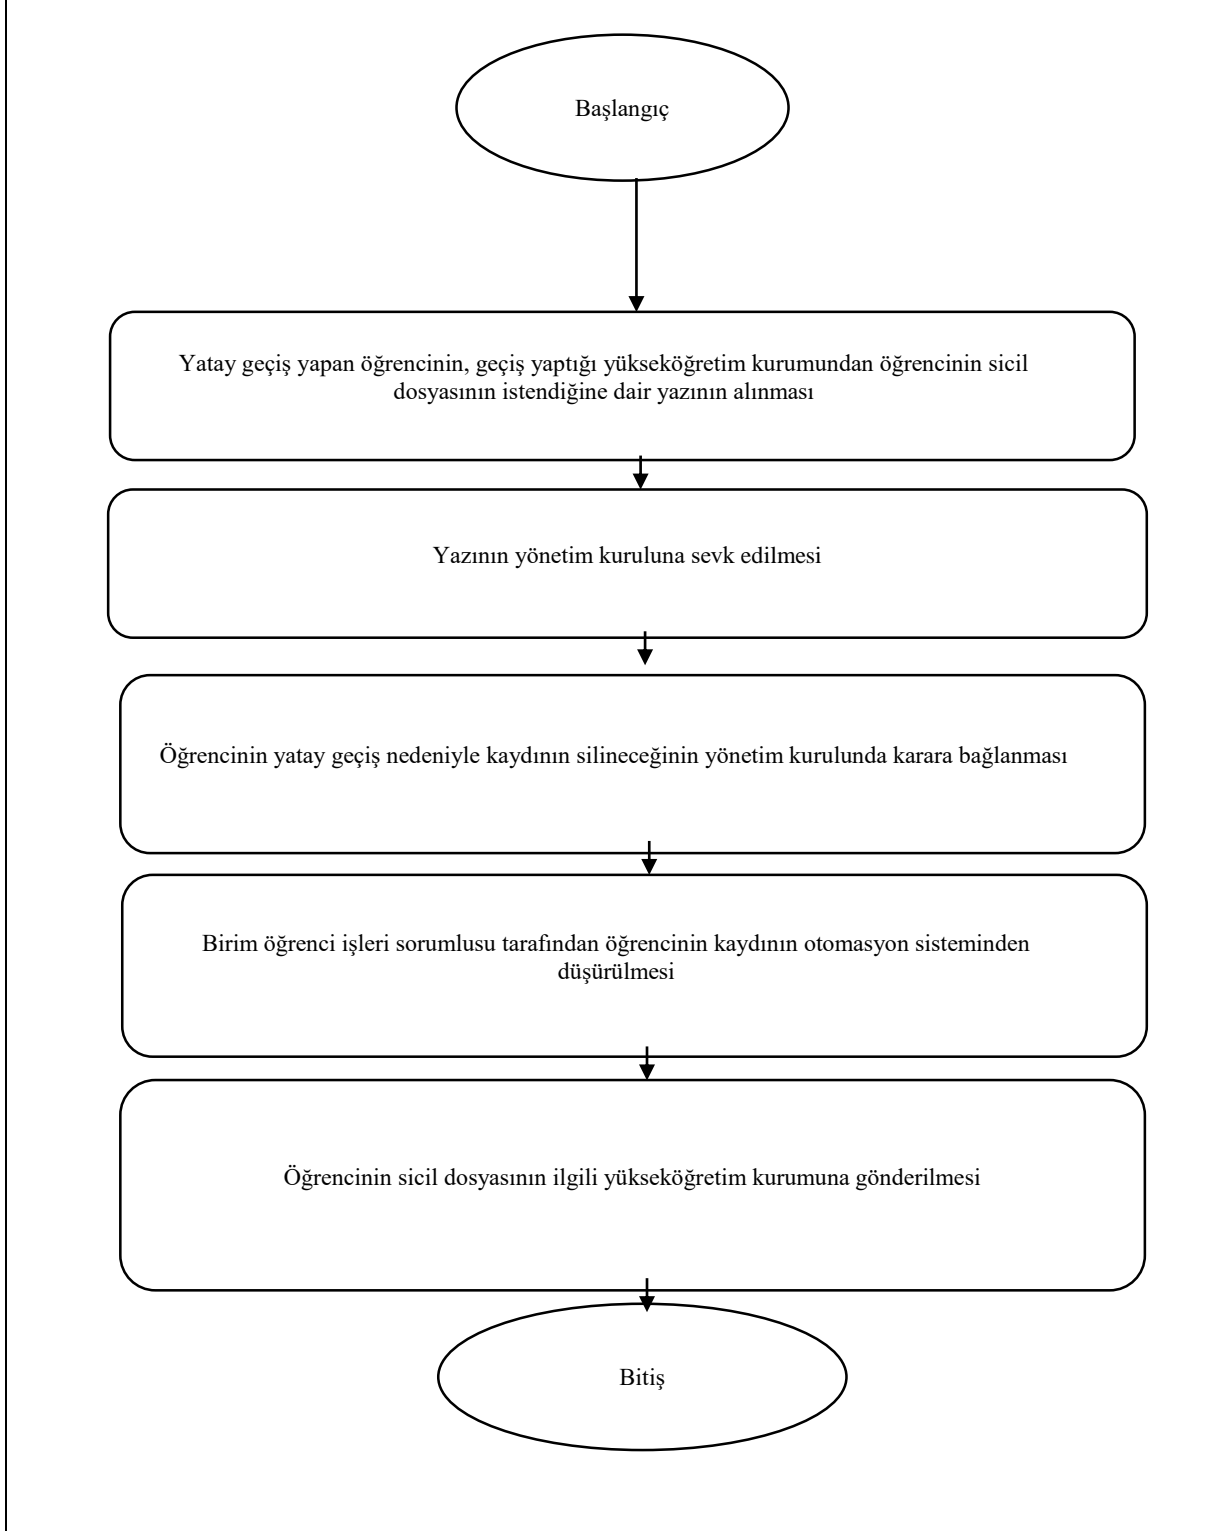 Başlangıç
Yatay geçiş yapan öğrencinin, geçiş yaptığı yükseköğretim kurumundan öğrencinin sicil
dosyasının istendiğine dair yazının alınması
Yazının yönetim kuruluna sevk edilmesi
Öğrencinin yatay geçiş nedeniyle kaydının silineceğinin yönetim kurulunda karara bağlanması
Birim öğrenci işleri sorumlusu tarafından öğrencinin kaydının otomasyon sisteminden
düşürülmesi
Öğrencinin sicil dosyasının ilgili yükseköğretim kurumuna gönderilmesi
Bitiş